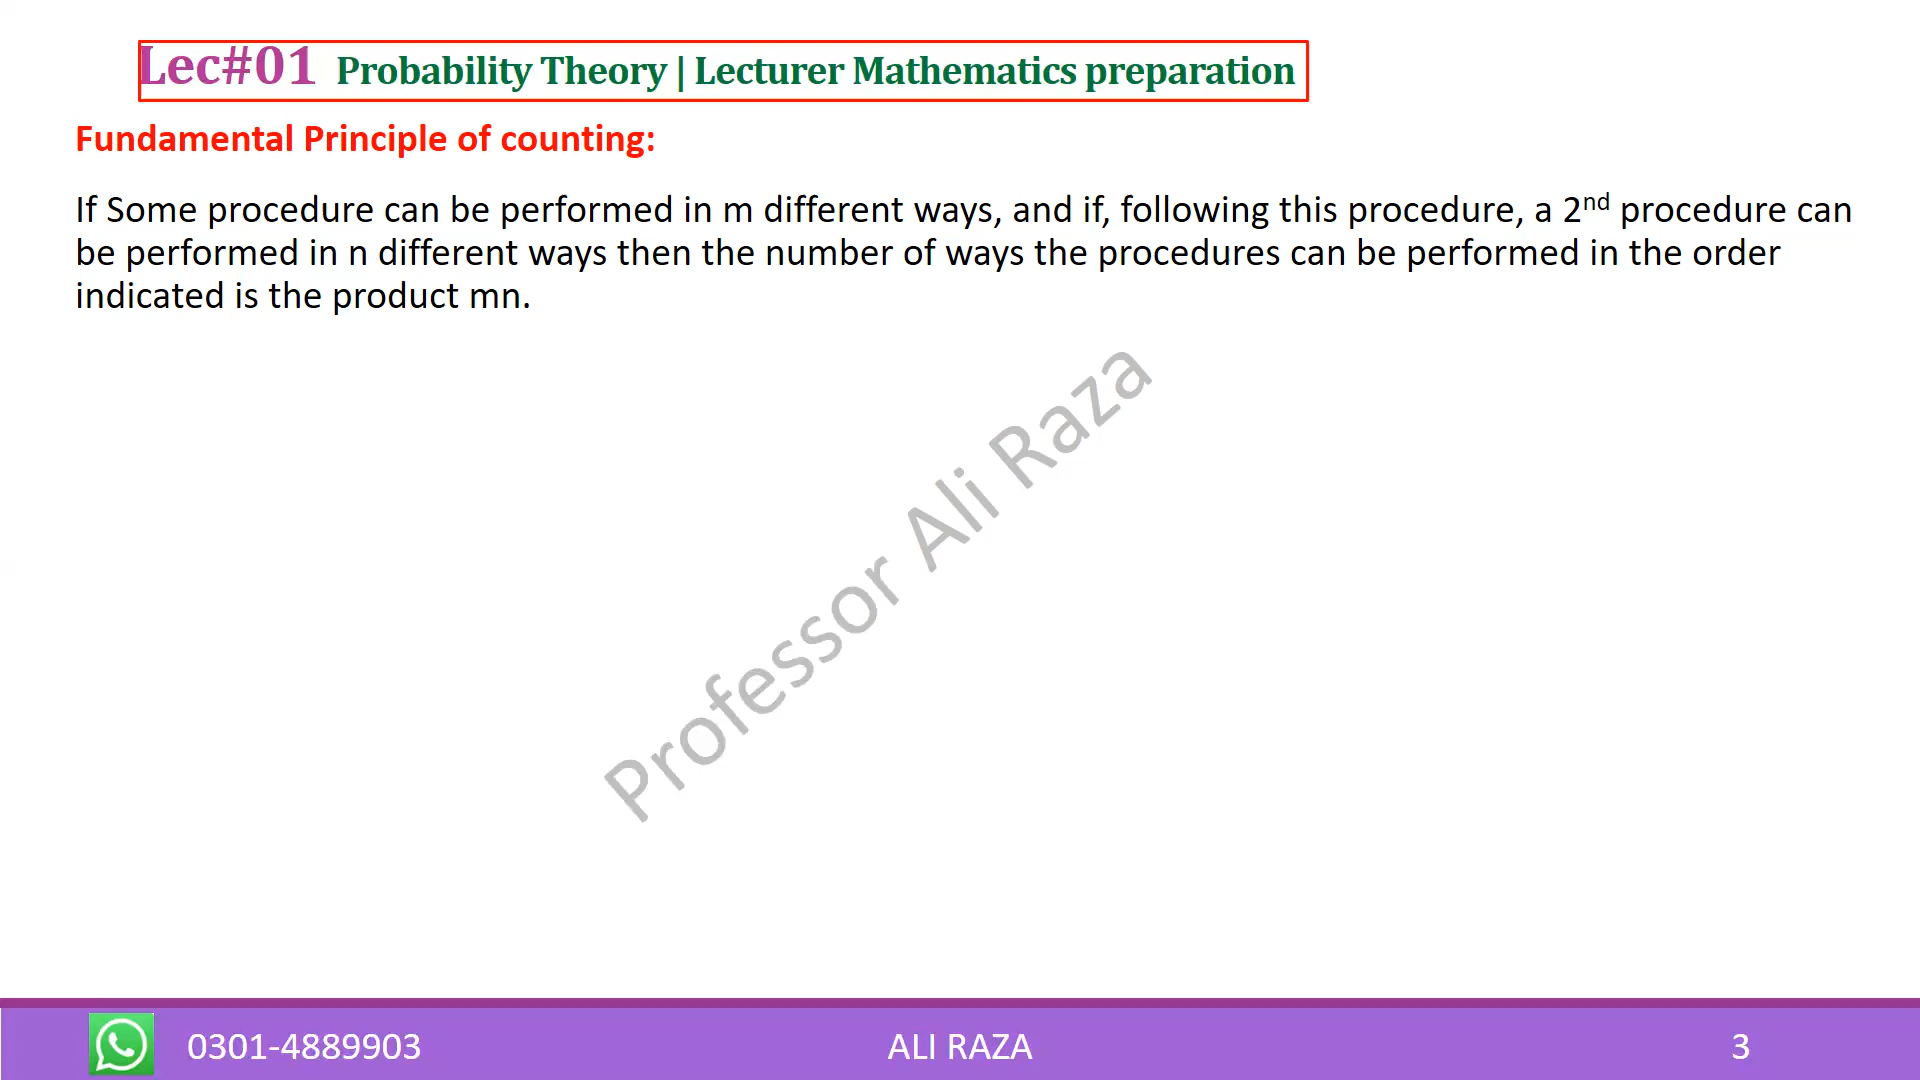 Lec#01 Probability Theory | Lecturer Mathematics preparation
Fundamental Principle of counting:
If Some procedure can be performed in m different ways, and if, following this procedure, a 2nd procedure can
be performed in n different ways then the number of ways the procedures can be performed in the order
indicated is the product mn.
Professor Ali Raza
0301-4889903 ALI RAZA 3